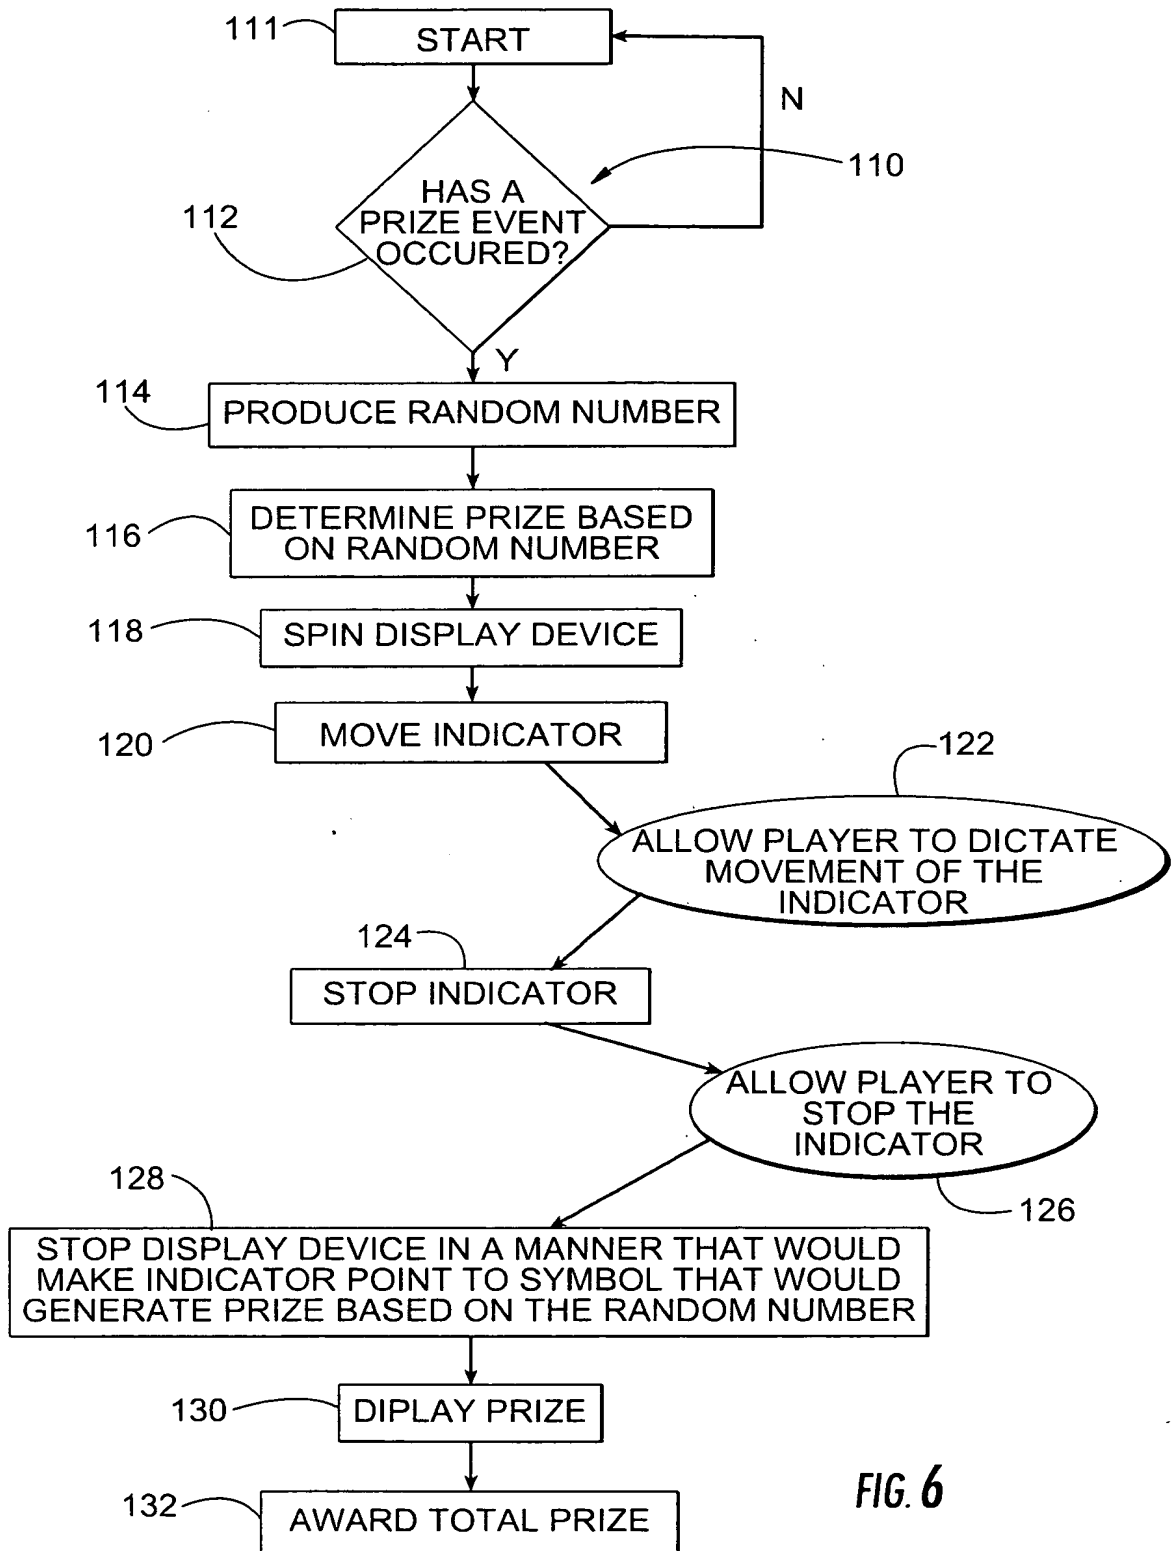 111
START
N
110
HAS A
PRIZE EVENT
OCCURED?
112
Y
114
PRODUCE RANDOM NUMBER
116
DETERMINE PRIZE BASED
ON RANDOM NUMBER
118
SPIN DISPLAY DEVICE
120
MOVE INDICATOR
122
ALLOW PLAYER TO DICTATE
MOVEMENT OF THE
INDICATOR
124
STOP INDICATOR
ALLOW PLAYER TO
STOP THE
INDICATOR
126
128
STOP DISPLAY DEVICE IN A MANNER THAT WOULD
MAKE INDICATOR POINT TO SYMBOL THAT WOULD
GENERATE PRIZE BASED ON THE RANDOM NUMBER
130
DIPLAY PRIZE
132
AWARD TOTAL PRIZE
FIG. 6